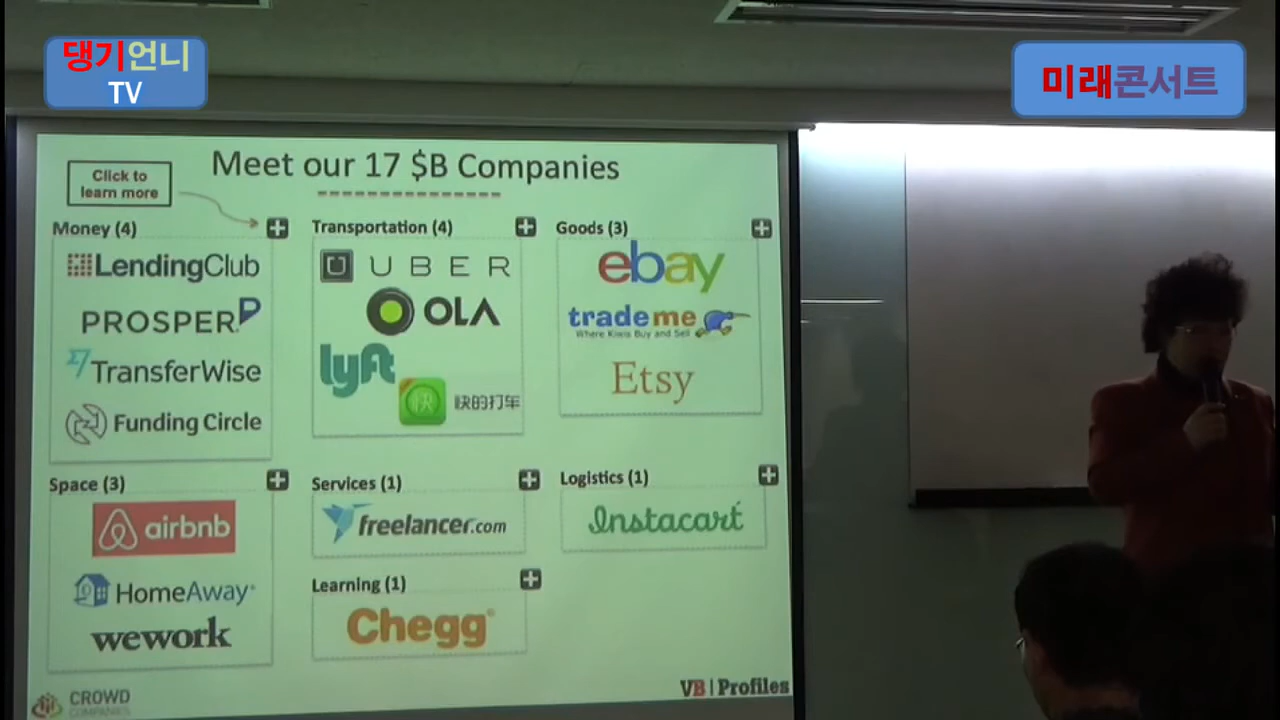 댕기언니
TV
미래콘서트
Meet our 17 $B Companies
Click to
learn more
Money (4)
LendingClub
PROSPER
TransferWise
Funding Circle
Transportation (4)
UBER
OLA
lyft
快
快的打车
Goods (3)
ebay
trade me
Where Kiwis Buy and Sell
Etsy
Space (3)
airbnb
HomeAway
wework
Services (1)
freelancer.com
Logistics (1)
Instacart
Learning (1)
Chegg
CROWD
COMPANIES
VB | Profiles